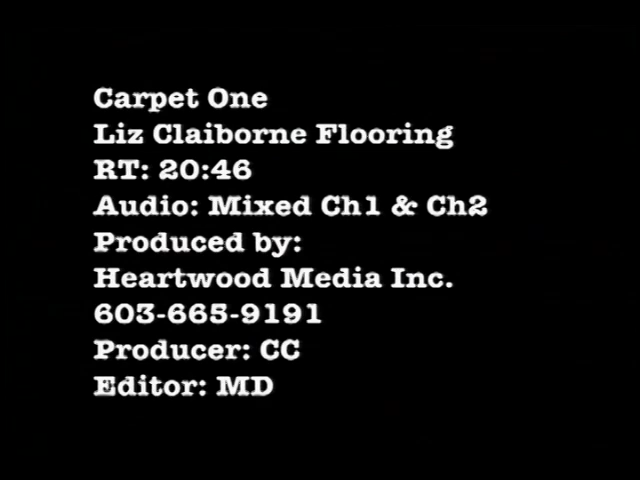 Carpet One
Liz Claiborne Flooring
RT: 20:46
Audio: Mixed Ch1 & Ch2
Produced by:
Heartwood Media Inc.
603-665-9191
Producer: CC
Editor: MD